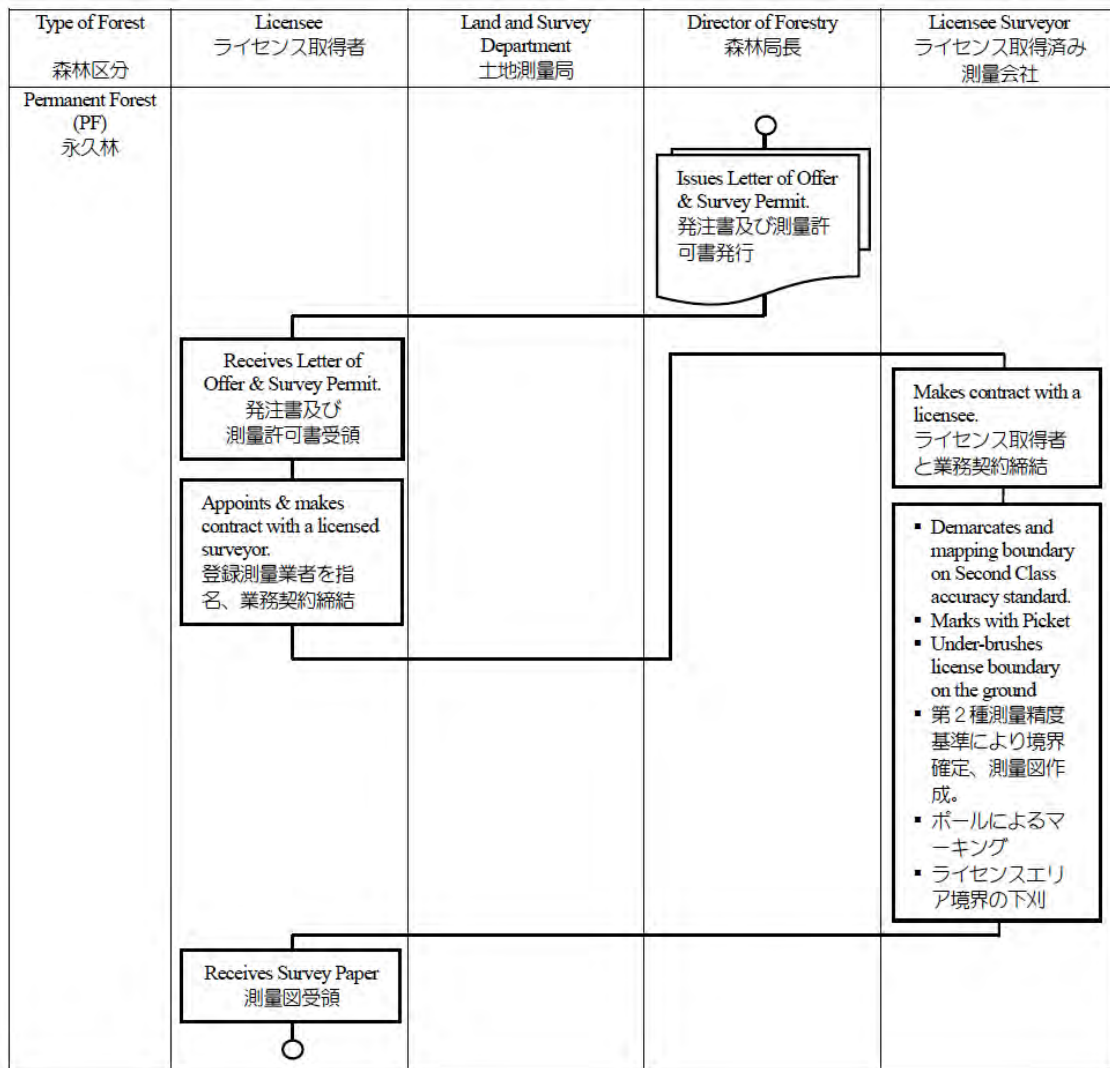 Type of Forest
森林区分
Licensee
ライセンス取得者
Land and Survey
Department
土地測量局
Director of Forestry
森林局長
Licensee Surveyor
ライセンス取得済み
測量会社
Permanent Forest
(PF)
永久林
Issues Letter of Offer
& Survey Permit.
発注書及び測量許
可書発行
Receives Letter of
Offer & Survey Permit.
発注書及び
測量許可書受領
Appoints & makes
contract with a licensed
surveyor.
登録測量業者を指
名、業務契約締結
Makes contract with a
licensee.
ライセンス取得者
と業務契約締結
▪ Demarcates and
mapping boundary
on Second Class
accuracy standard.
▪ Marks with Picket
▪ Under-brushes
license boundary
on the ground
▪ 第２種測量精度
基準により境界
確定、測量図作
成。
▪ ポールによるマ
ーキング
▪ ライセンスエリ
ア境界の下刈
Receives Survey Paper
測量図受領